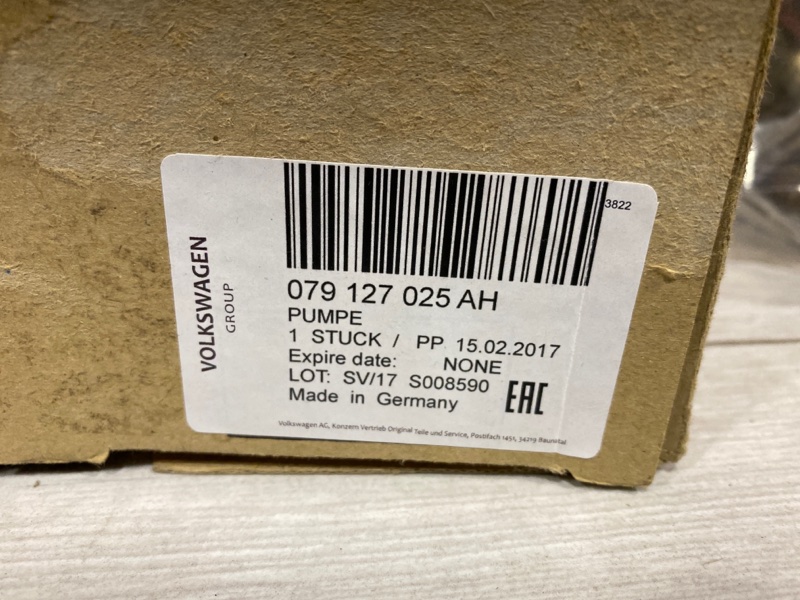 VOLKSWAGEN
GROUP
3822
079 127 025 AH
PUMPE
1 STUCK / PP 15.02.2017
Expire date: NONE
LOT: SV/17 S008590
Made in Germany
EAC
Volkswagen AG, Konzern Vertrieb Original Teile und Service, Postfach 1451, 34219 Baunatal